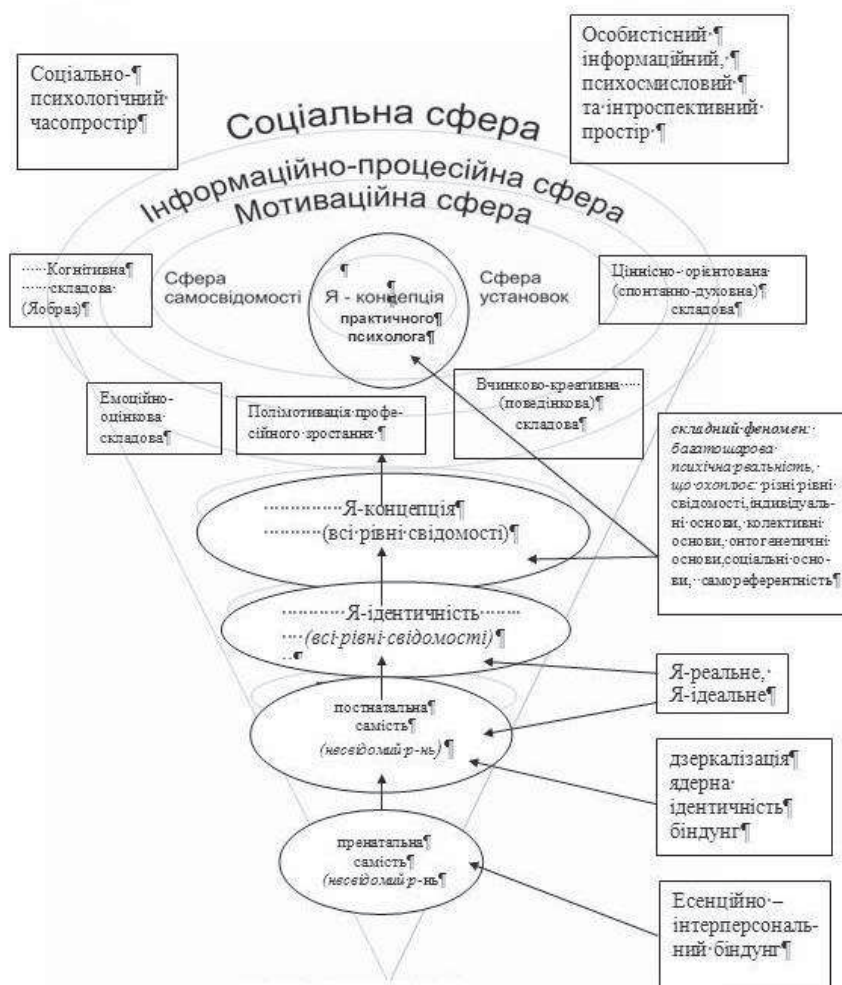 Соціально-¶
психологічний·
часопростір¶
Особистісний·¶
інформаційний,·¶
психосмисловий·¶
та·інтроспективний·
простір·¶
Соціальна сфера
Інформаційно-процесійна сфера
Мотиваційна сфера
······Когнітивна¶
·······складова¶
(Яобраз)¶
Сфера
самосвідомості
¶
¶
Я - концепція
¶
практичного¶
психолога¶
Сфера
установок
Ціннісно-·орієнтована·
(спонтанно-духовна)¶
складова¶
Емоційно-
оцінкова·
складова¶
Полімотивація·профе-
сійного·зростання·¶
Вчинково-креативна·····
(поведінкова)¶
складова¶
складний·феномен:·
багатошарова·
психічна·реальність,·
що·охоплює:·різні·рівні·
свідомості,індивідуаль-
ні·основи,·колективні·
основи,·онтогенетичні·
основи,соціальні·осно-
ви,··самореферентність¶
············Я-концепція¶
·········(всі·рівні·свідомості)¶
·········Я-ідентичність········
····(всі·рівні·свідомості)¶
··¶
Я-реальне,·
Я-ідеальне¶
постнатальна¶
самість¶
(несвідомий·р-нь)¶
дзеркалізація¶
ядерна·
ідентичність¶
біндунг¶
пренатальна¶
самість¶
(несвідомий·р-нь¶
Есенційно·–
інтерперсональ-
ний·біндунг¶